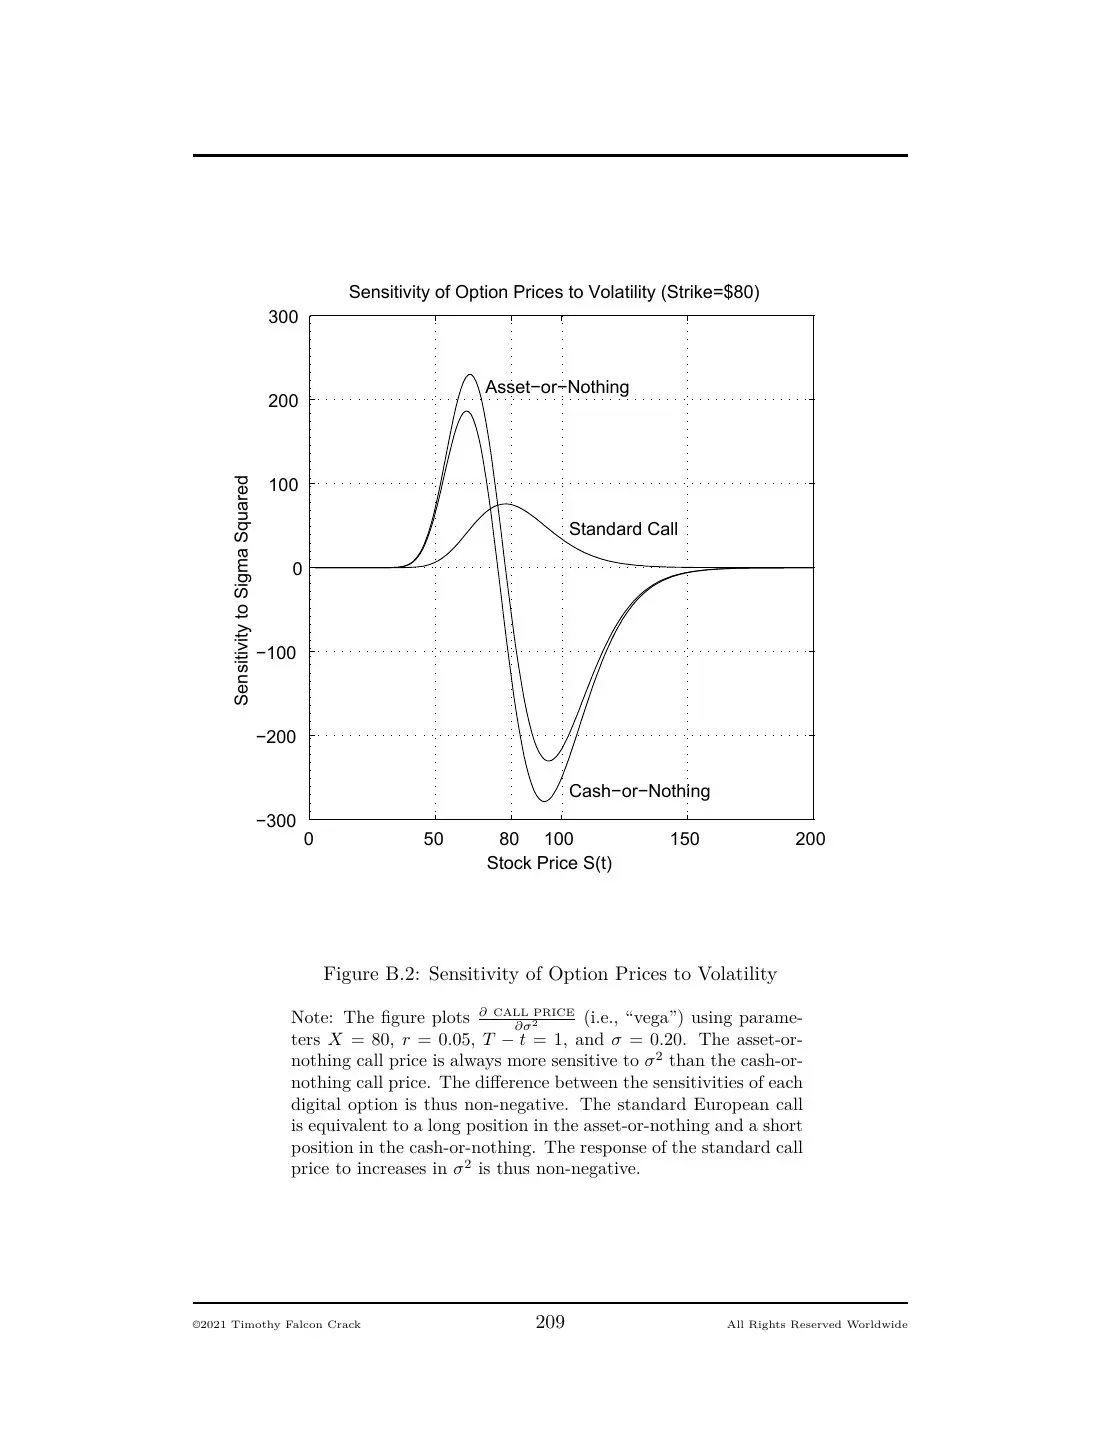 Sensitivity of Option Prices to Volatility (Strike=$80)
300
200
100
0
−100
−200
−300
Sensitivity to Sigma Squared
Asset−or−Nothing
Standard Call
Cash−or−Nothing
0 50 80 100 150 200
Stock Price S(t)
Figure B.2: Sensitivity of Option Prices to Volatility
Note: The figure plots ∂ CALL PRICE/∂σ² (i.e., “vega”) using parame-
ters X = 80, r = 0.05, T − t = 1, and σ = 0.20. The asset-or-
nothing call price is always more sensitive to σ² than the cash-or-
nothing call price. The difference between the sensitivities of each
digital option is thus non-negative. The standard European call
is equivalent to a long position in the asset-or-nothing and a short
position in the cash-or-nothing. The response of the standard call
price to increases in σ² is thus non-negative.
©2021 Timothy Falcon Crack 209 All Rights Reserved Worldwide